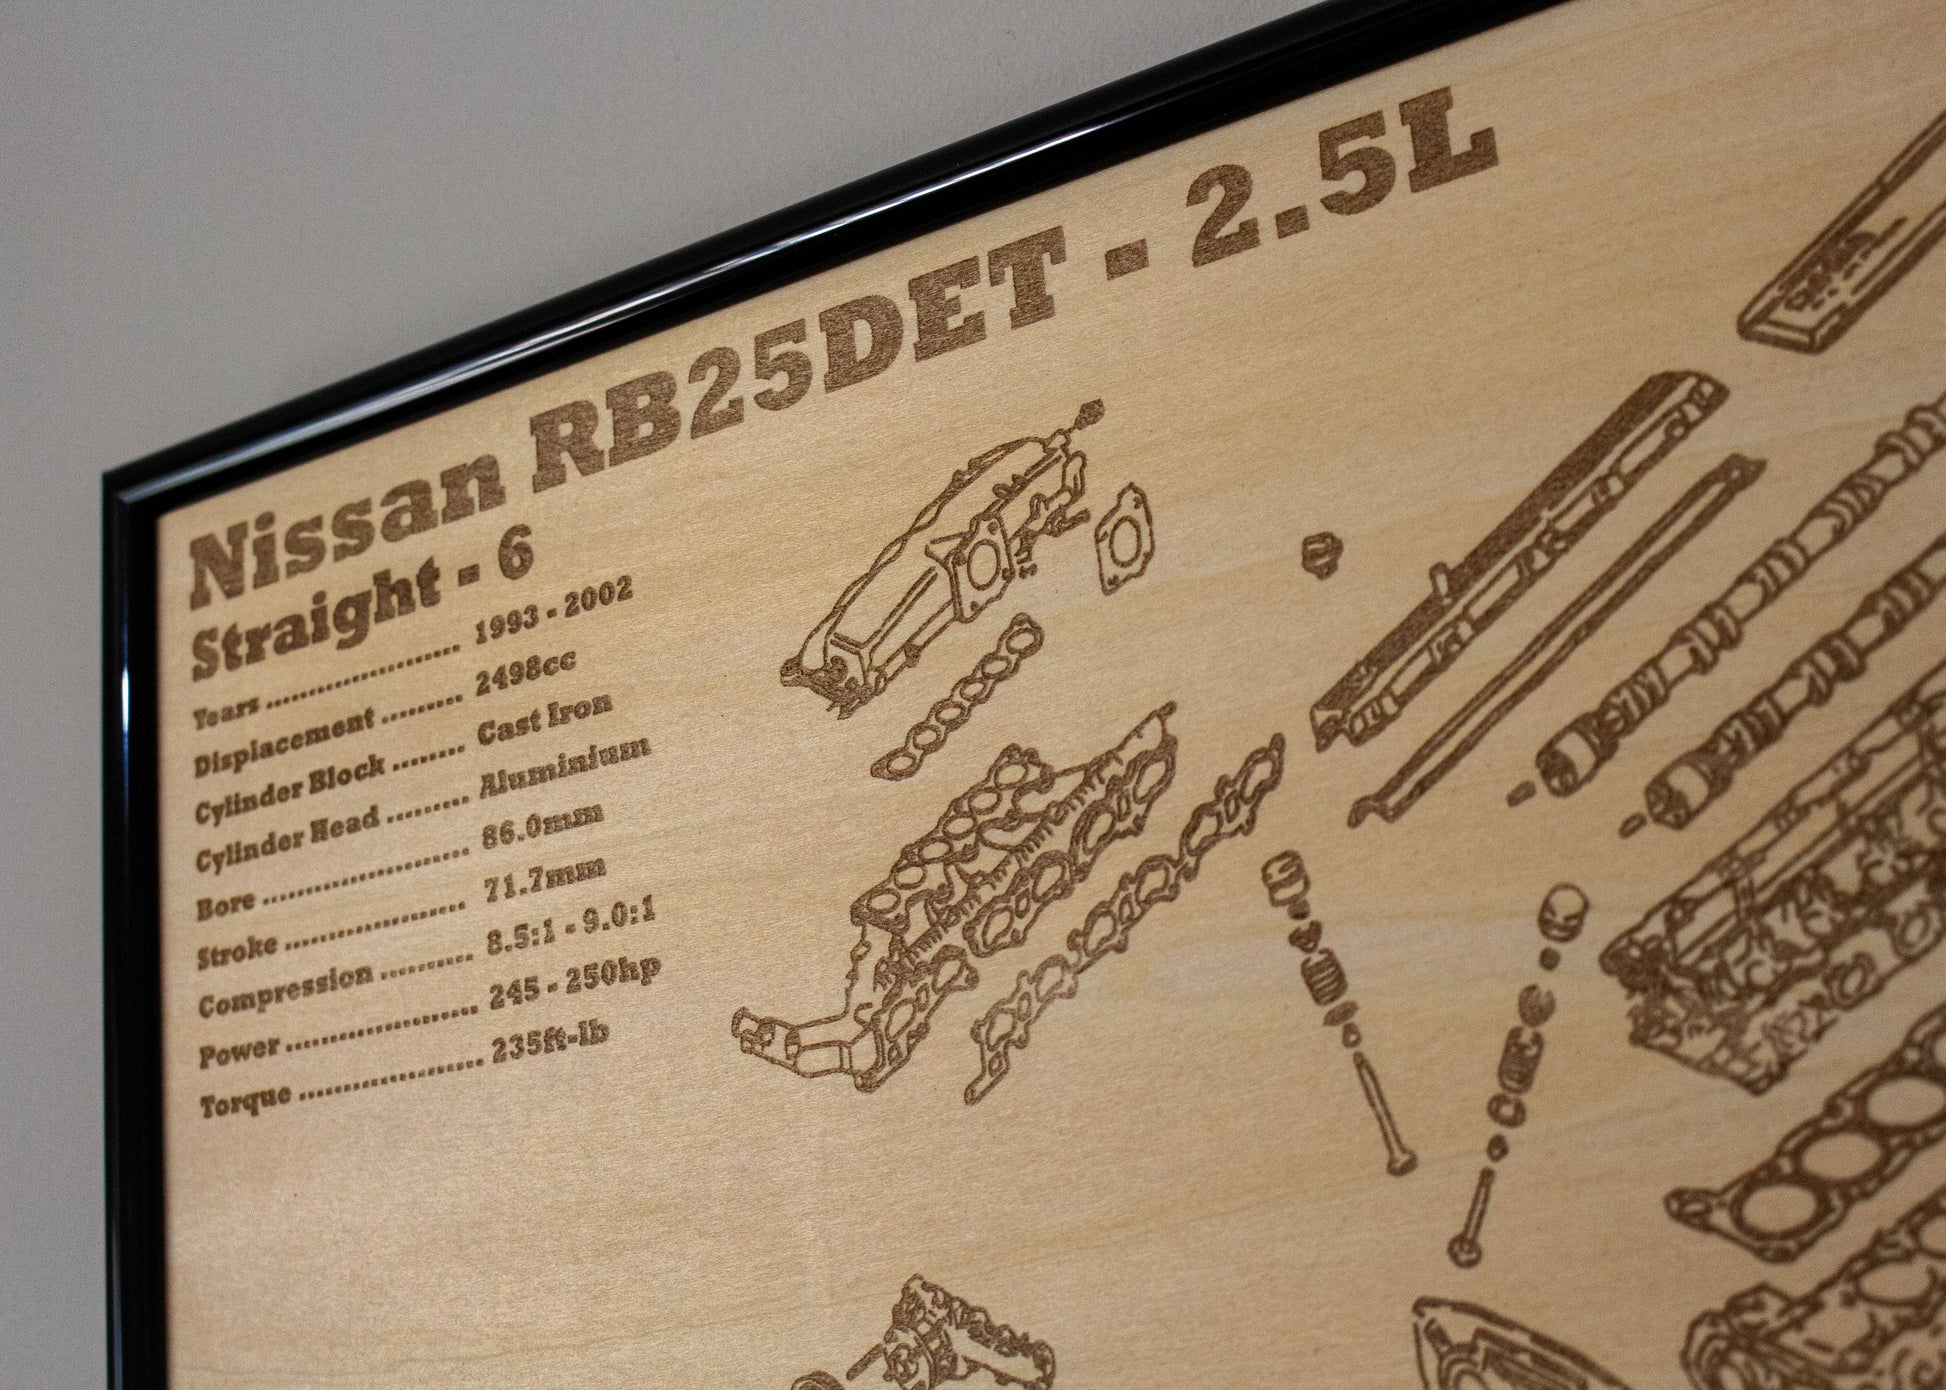 Nissan RB25DET - 2.5L
Straight - 6
Years ........................ 1993 - 2002
Displacement ......... 2498cc
Cylinder Block ........ Cast Iron
Cylinder Head ......... Aluminium
Bore ........................ 86.0mm
Stroke ..................... 71.7mm
Compression .......... 8.5:1 - 9.0:1
Power ...................... 245 - 250hp
Torque ..................... 235ft-lb